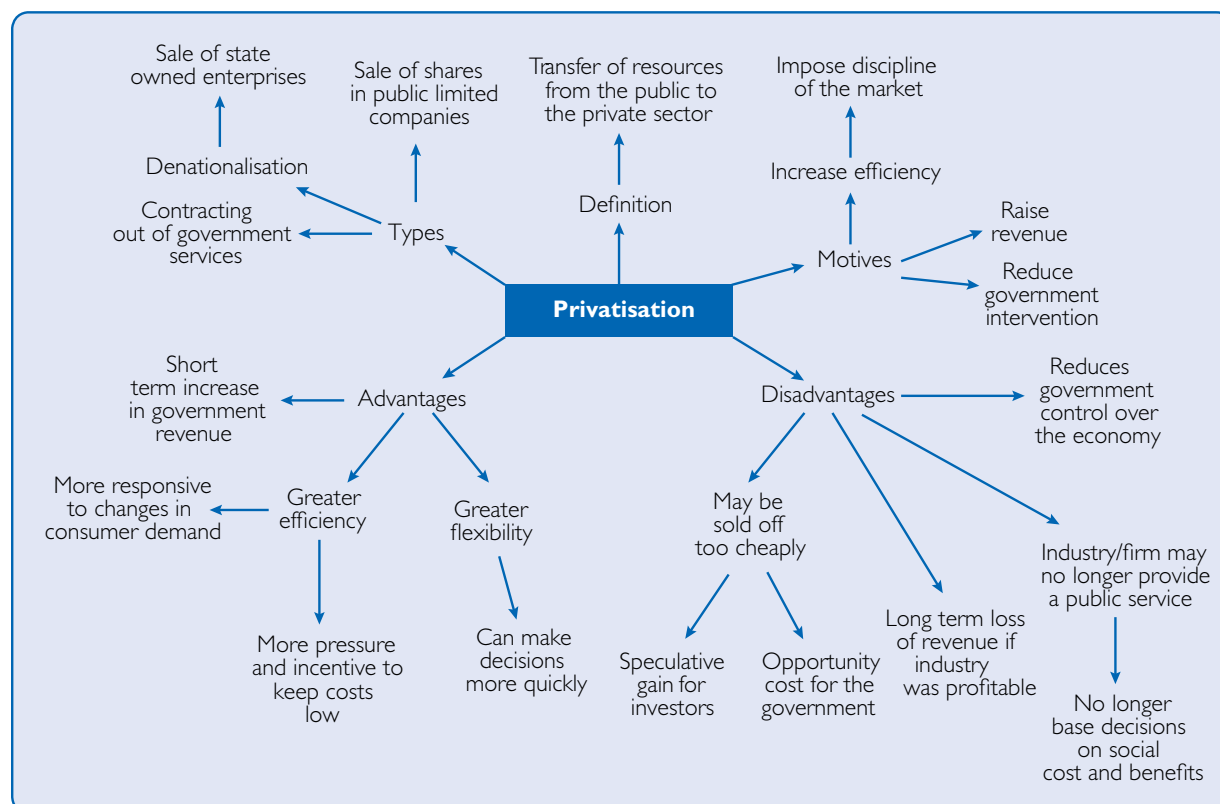 Sale of state
owned enterprises
Sale of shares
in public limited
companies
Transfer of resources
from the public to
the private sector
Impose discipline
of the market
Denationalisation
Increase efficiency
Contracting
out of government
services
Types
Definition
Motives
Raise
revenue
Reduce
government
intervention
Privatisation
Short
term increase
in government
revenue
Advantages
Disadvantages
Reduces
government
control over
the economy
More responsive
to changes in
consumer demand
Greater
efficiency
Greater
flexibility
May be
sold off
too cheaply
Industry/firm may
no longer provide
a public service
More pressure
and incentive to
keep costs
low
Can make
decisions
more quickly
Speculative
gain for
investors
Opportunity
cost for the
government
Long term loss
of revenue if
industry
was profitable
No longer
base decisions
on social
cost and benefits